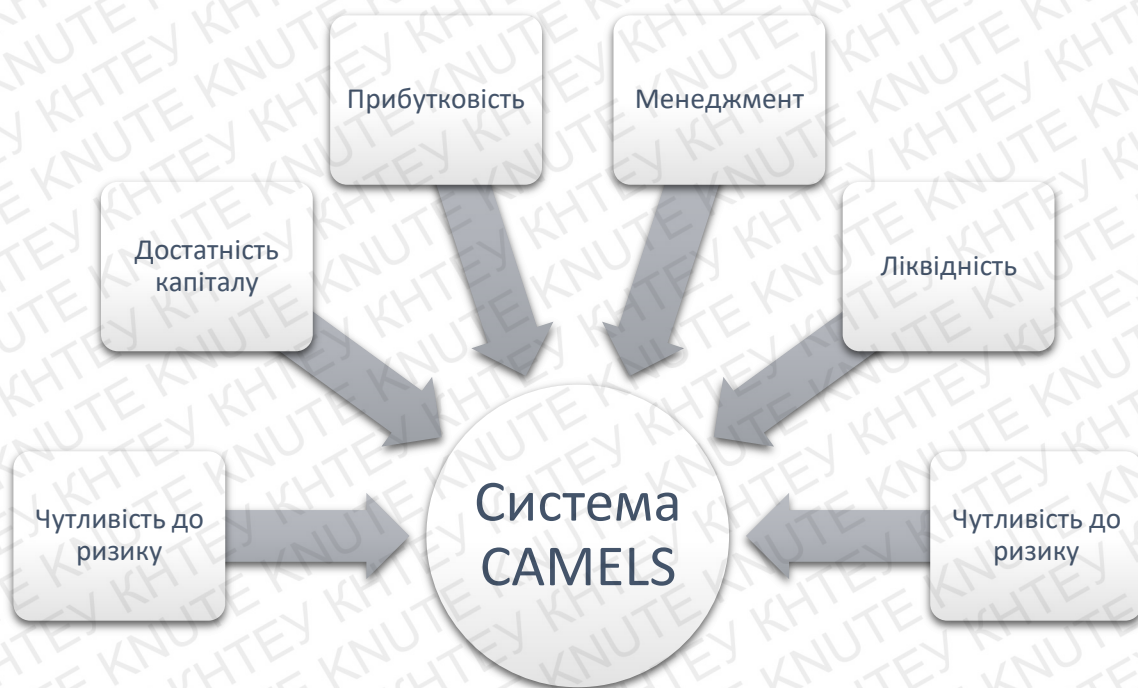 Прибутковість
Менеджмент
Достатність
капіталу
Ліквідність
Чутливість до
ризику
Система
CAMELS
Чутливість до
ризику